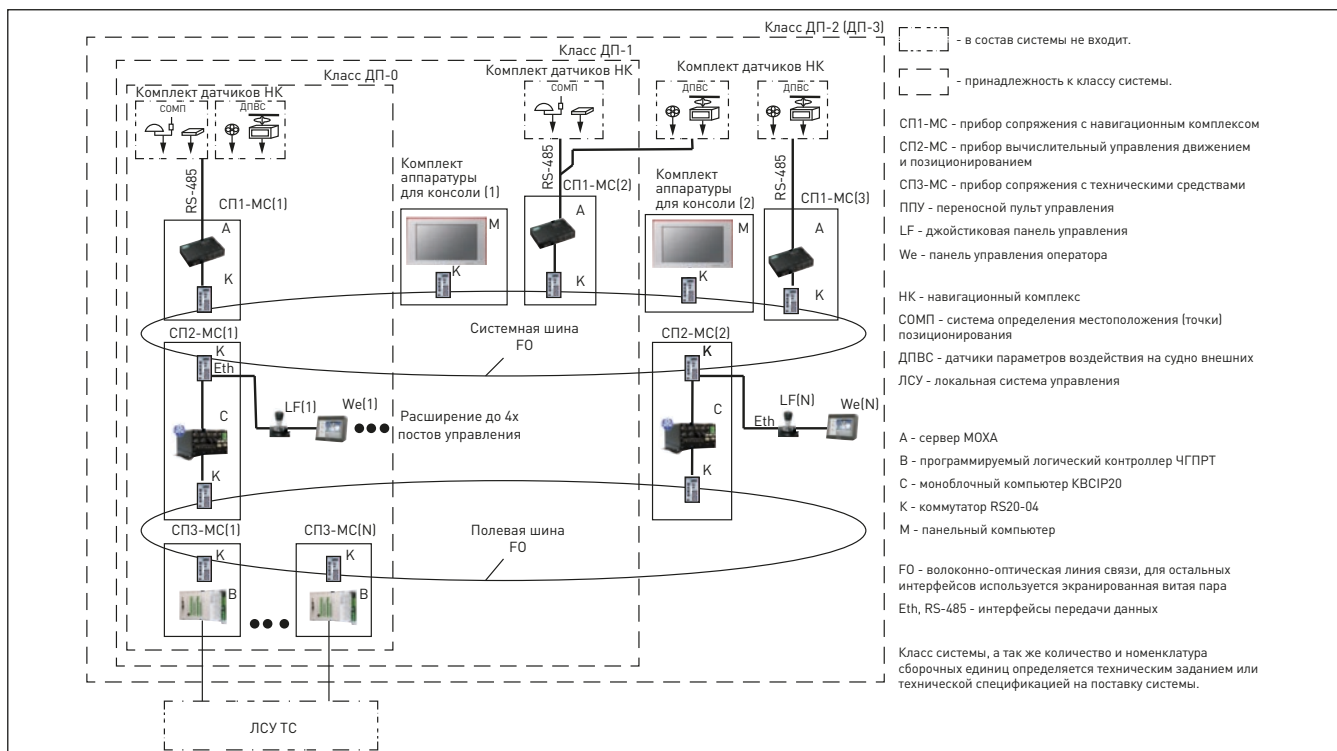 Класс ДП-2 (ДП-3)
Класс ДП-1
Класс ДП-0
Комплект датчиков НК
СОМП
ДПВС
Комплект датчиков НК
СОМП
Комплект датчиков НК
ДПВС
ДПВС
RS-485
RS-485
RS-485
СП1-МС(1)
A
K
Комплект
аппаратуры
для консоли (1)
M
K
СП1-МС(2)
A
K
Комплект
аппаратуры
для консоли (2)
M
K
СП1-МС(3)
A
K
Системная шина
FO
СП2-МС(1)
K
Eth
C
K
LF(1)
We(1)
Расширение до 4х
постов управления
СП2-МС(2)
K
C
K
Eth
LF(N)
We(N)
Полевая шина
FO
СП3-МС(1)
K
B
СП3-МС(N)
K
B
ЛСУ ТС
- в состав системы не входит.
- принадлежность к классу системы.
СП1-МС - прибор сопряжения с навигационным комплексом
СП2-МС - прибор вычислительный управления движением
и позиционированием
СП3-МС - прибор сопряжения с техническими средствами
ППУ - переносной пульт управления
LF - джойстиковая панель управления
We - панель управления оператора
НК - навигационный комплекс
СОМП - система определения местоположения (точки)
позиционирования
ДПВС - датчики параметров воздействия на судно внешних
ЛСУ - локальная система управления
A - сервер MOXA
B - программируемый логический контроллер ЧГПРТ
C - моноблочный компьютер KBCIP20
K - коммутатор RS20-04
M - панельный компьютер
FO - волоконно-оптическая линия связи, для остальных
интерфейсов используется экранированная витая пара
Eth, RS-485 - интерфейсы передачи данных
Класс системы, а так же количество и номенклатура
сборочных единиц определяется техническим заданием или
технической спецификацией на поставку системы.